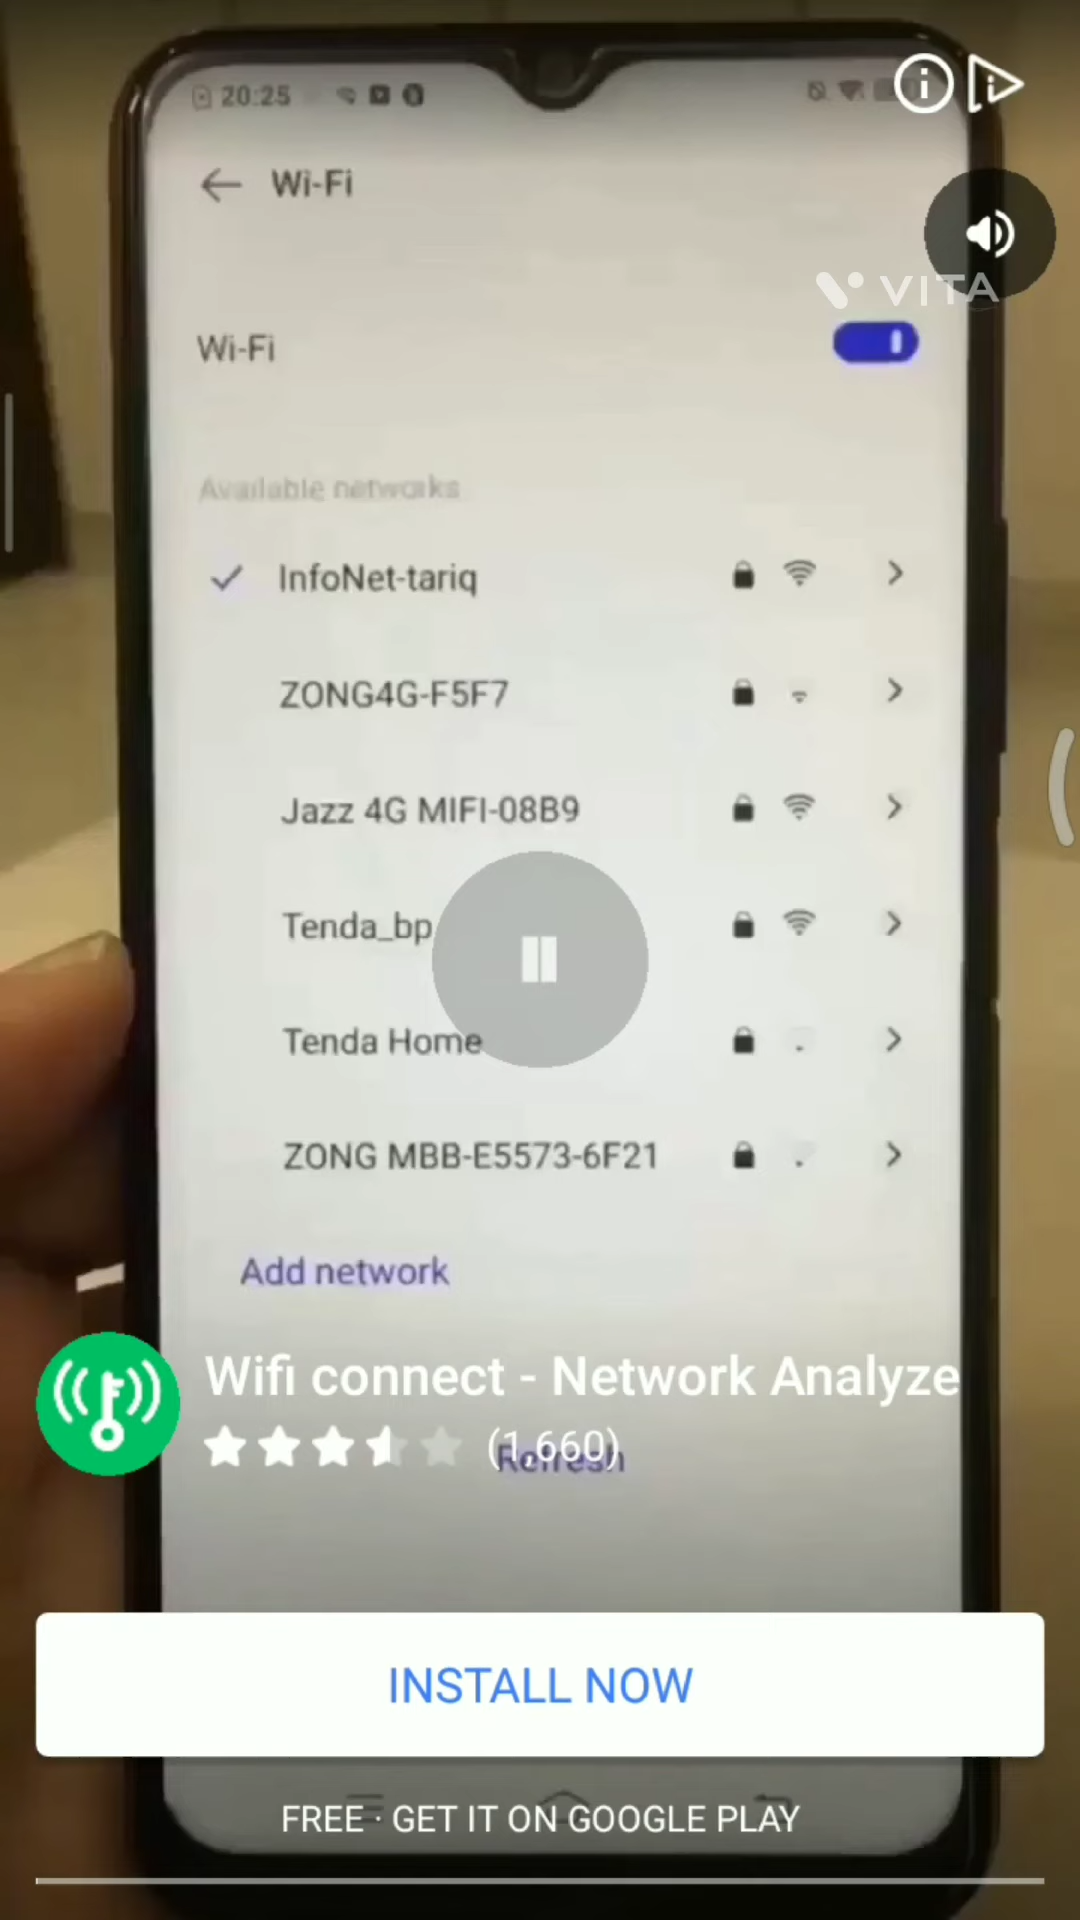 20:25
Wi-Fi
VITA
Wi-Fi
Available networks
InfoNet-tariq
ZONG4G-F5F7
Jazz 4G MIFI-08B9
Tenda_bp
Tenda Home
ZONG MBB-E5573-6F21
Add network
Wifi connect - Network Analyze
(1,660)
Refresh
INSTALL NOW
FREE · GET IT ON GOOGLE PLAY